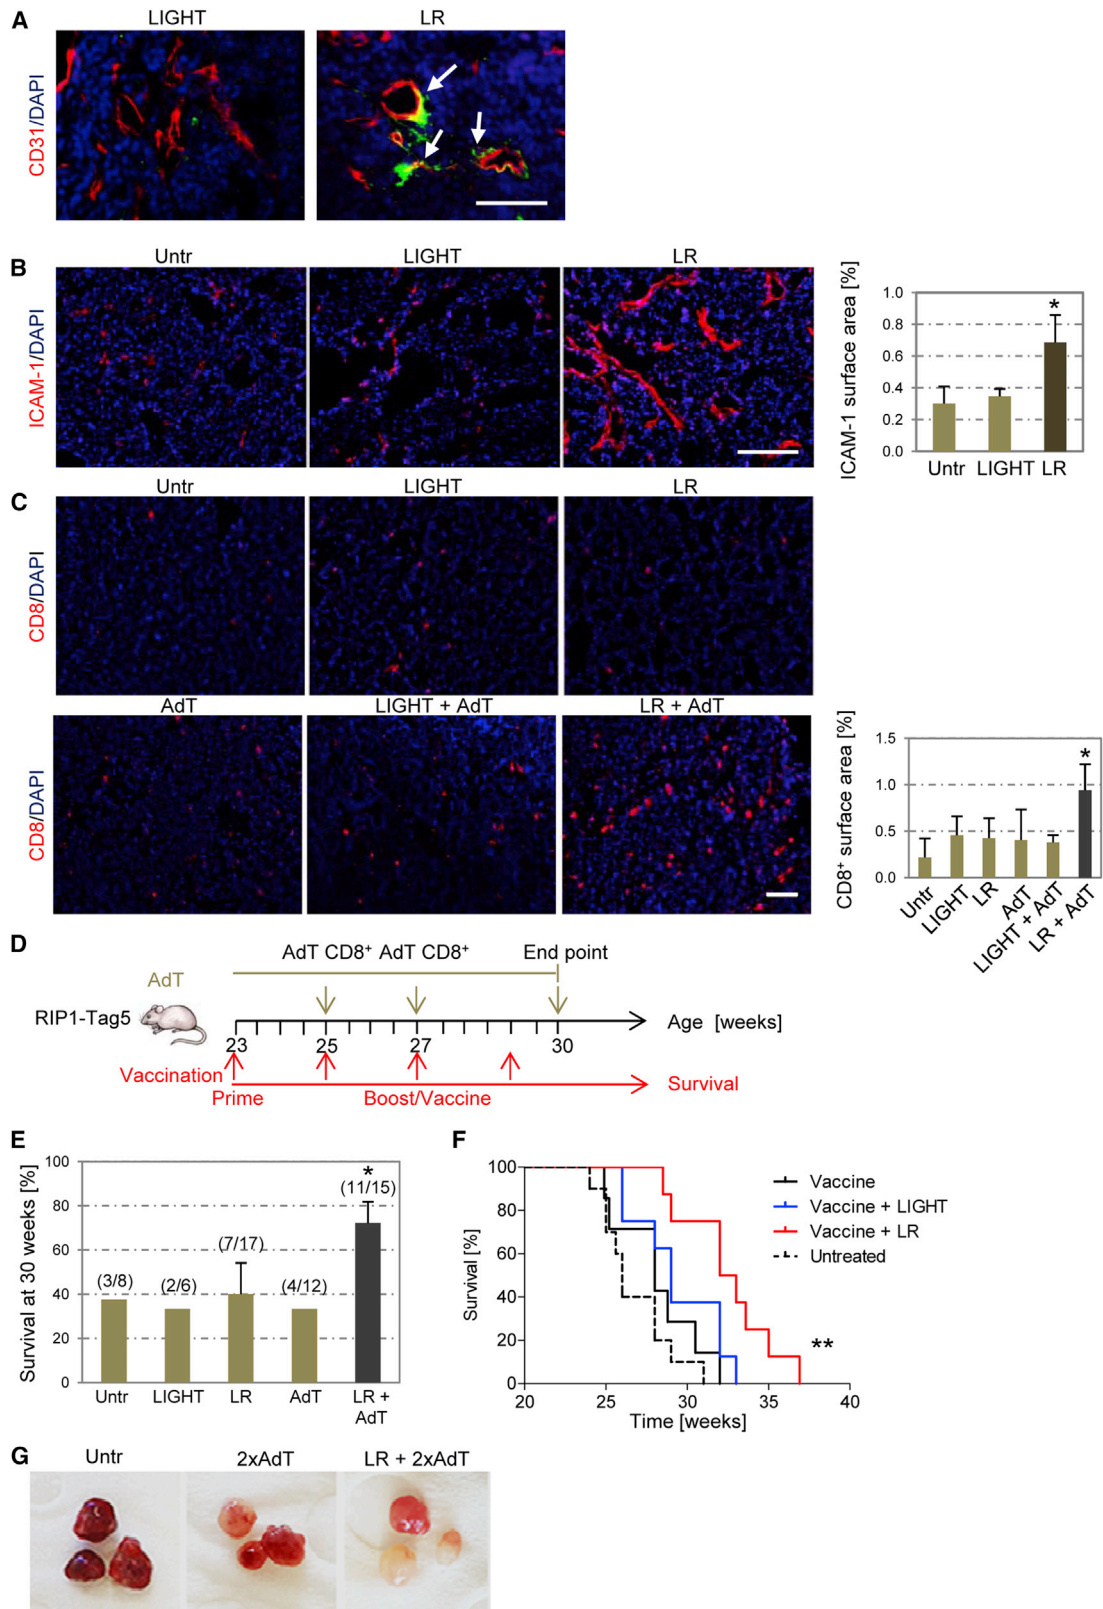 A
LIGHT
LR
CD31/DAPI
B
Untr
LIGHT
LR
ICAM-1/DAPI
ICAM-1 surface area [%]
1.0
0.8
0.6
0.4
0.2
0.0
*
Untr LIGHT LR
C
Untr
LIGHT
LR
CD8/DAPI
AdT
LIGHT + AdT
LR + AdT
CD8/DAPI
CD8⁺ surface area [%]
1.5
1.0
0.5
0.0
*
Untr
LIGHT
LR
AdT
LIGHT + AdT
LR + AdT
D
AdT CD8⁺ AdT CD8⁺
End point
AdT
RIP1-Tag5
23 25 27 30
Age [weeks]
Vaccination
Prime
Boost/Vaccine
Survival
E
Survival at 30 weeks [%]
100
80
60
40
20
0
(3/8)
(2/6)
(7/17)
(4/12)
*
(11/15)
Untr
LIGHT
LR
AdT
LR +
AdT
F
Survival [%]
100
80
60
40
20
0
20 25 30 35 40
Time [weeks]
Vaccine
Vaccine + LIGHT
Vaccine + LR
Untreated
**
G
Untr
2xAdT
LR + 2xAdT